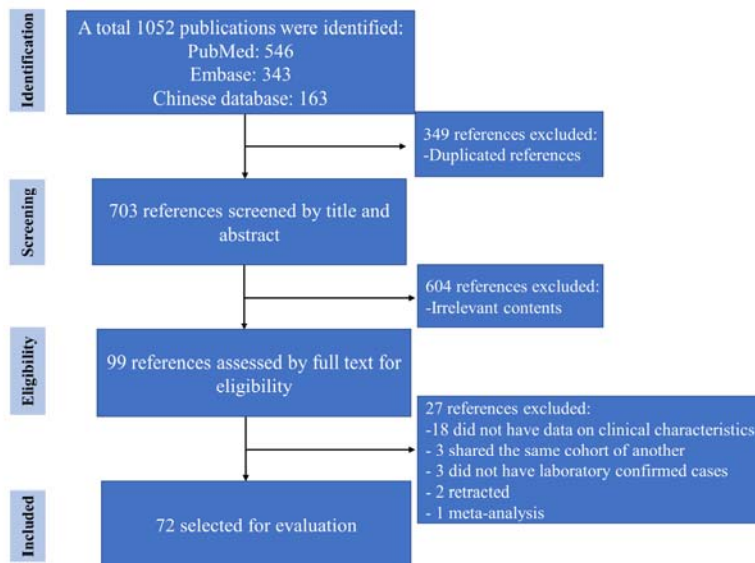 Identification
A total 1052 publications were identified:
PubMed: 546
Embase: 343
Chinese database: 163
349 references excluded:
-Duplicated references
Screening
703 references screened by title and
abstract
604 references excluded:
-Irrelevant contents
Eligibility
99 references assessed by full text for
eligibility
27 references excluded:
-18 did not have data on clinical characteristics
- 3 shared the same cohort of another
- 3 did not have laboratory confirmed cases
- 2 retracted
- 1 meta-analysis
Included
72 selected for evaluation